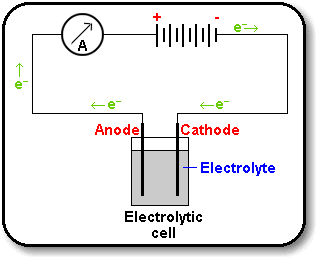 + -
A
e⁻
e⁻
e⁻ e⁻
Anode Cathode
Electrolyte
Electrolytic
cell